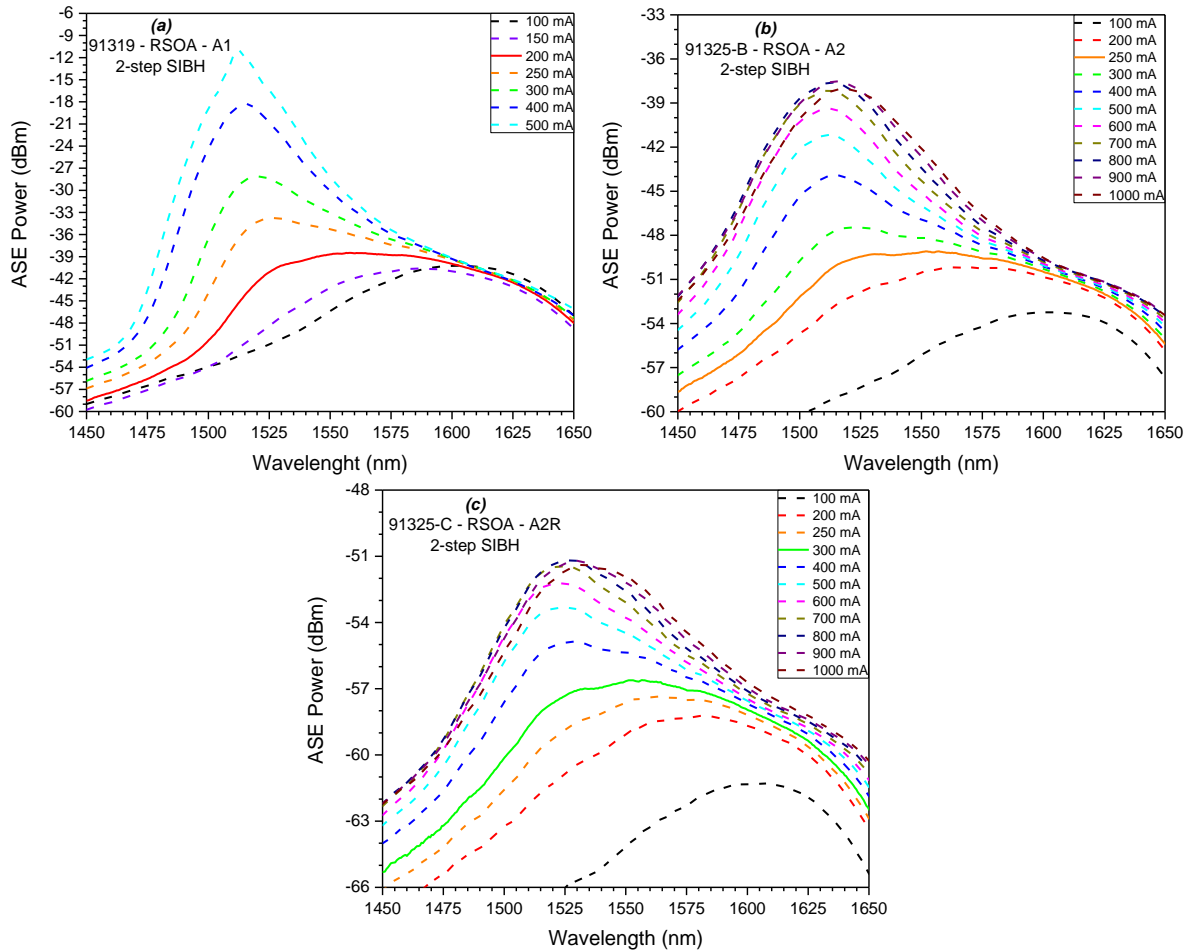 (a)
91319 - RSOA - A1
2-step SIBH
100 mA
150 mA
200 mA
250 mA
300 mA
400 mA
500 mA
-6
-9
-12
-15
-18
-21
-24
-27
-30
-33
-36
-39
-42
-45
-48
-51
-54
-57
-60
ASE Power (dBm)
1450 1475 1500 1525 1550 1575 1600 1625 1650
Wavelenght (nm)
(b)
91325-B - RSOA - A2
2-step SIBH
100 mA
200 mA
250 mA
300 mA
400 mA
500 mA
600 mA
700 mA
800 mA
900 mA
1000 mA
-33
-36
-39
-42
-45
-48
-51
-54
-57
-60
ASE Power (dBm)
1450 1475 1500 1525 1550 1575 1600 1625 1650
Wavelength (nm)
(c)
91325-C - RSOA - A2R
2-step SIBH
100 mA
200 mA
250 mA
300 mA
400 mA
500 mA
600 mA
700 mA
800 mA
900 mA
1000 mA
-48
-51
-54
-57
-60
-63
-66
ASE Power (dBm)
1450 1475 1500 1525 1550 1575 1600 1625 1650
Wavelength (nm)